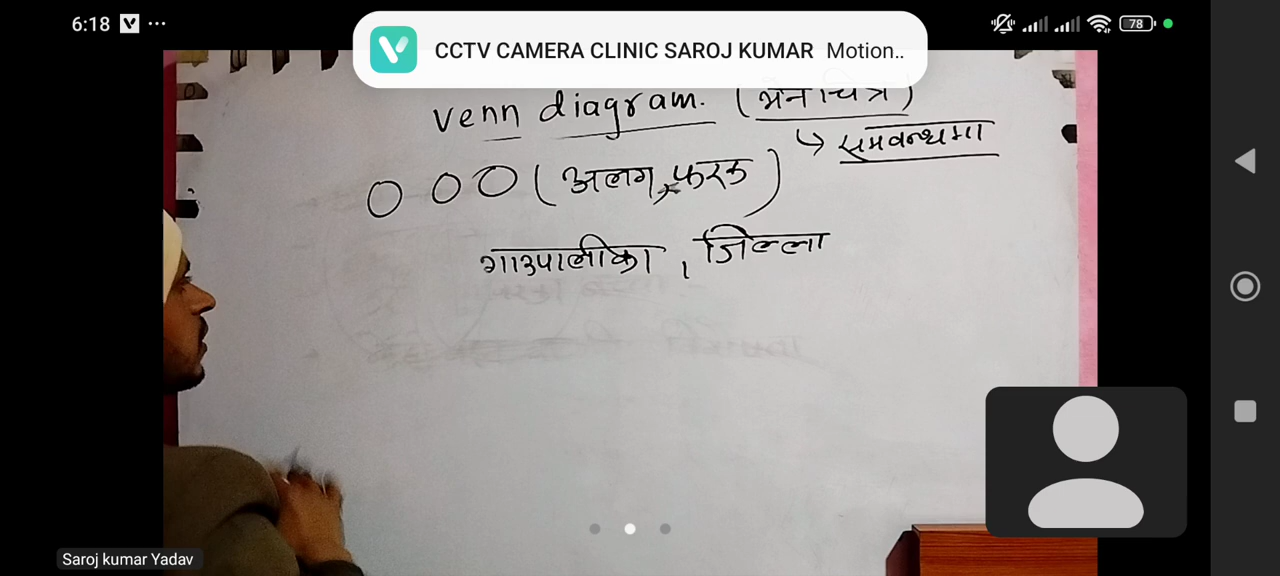 6:18 ... 78
CCTV CAMERA CLINIC SAROJ KUMAR Motion..
Venn diagram. (भेनचित्र)
↳ सम्वन्धमा
(अलग, फरक)
गाउपालीका, जिल्ला
Saroj kumar Yadav